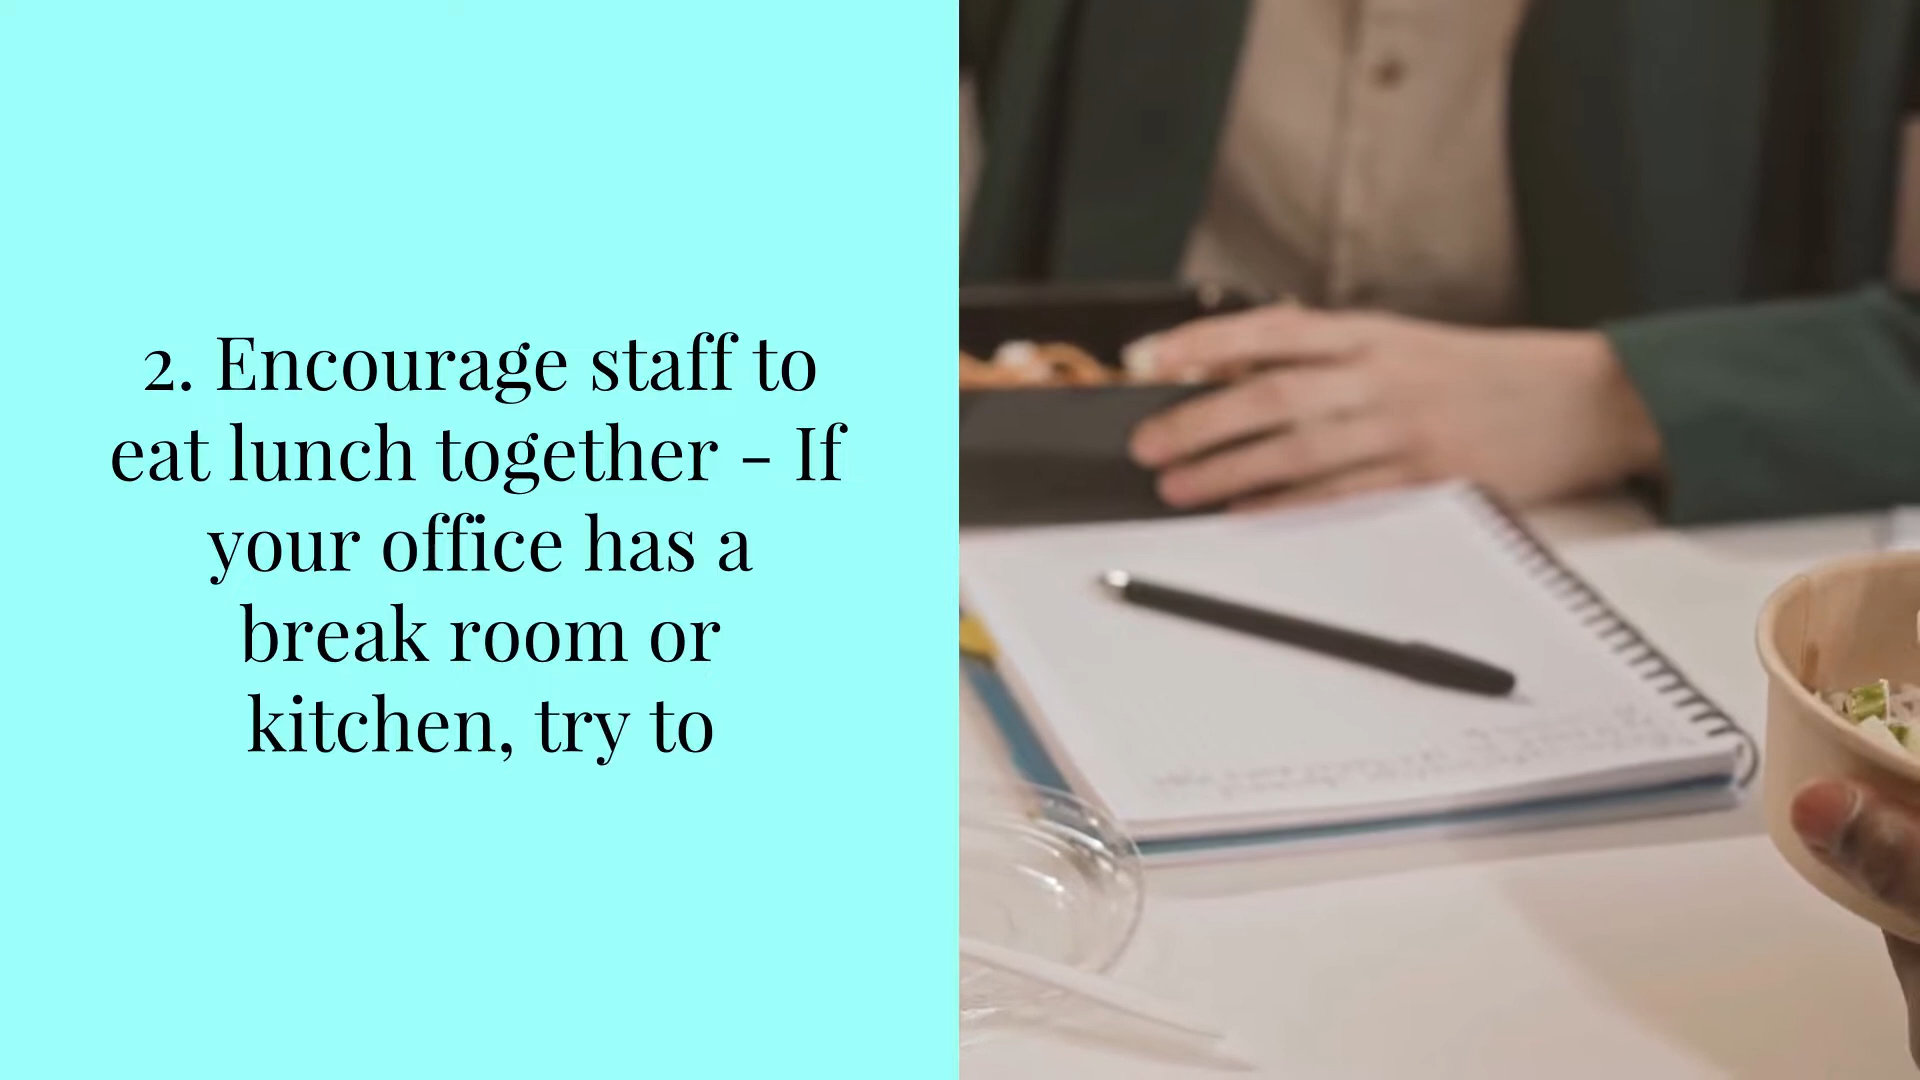 2. Encourage staff to
eat lunch together - If
your office has a
break room or
kitchen, try to